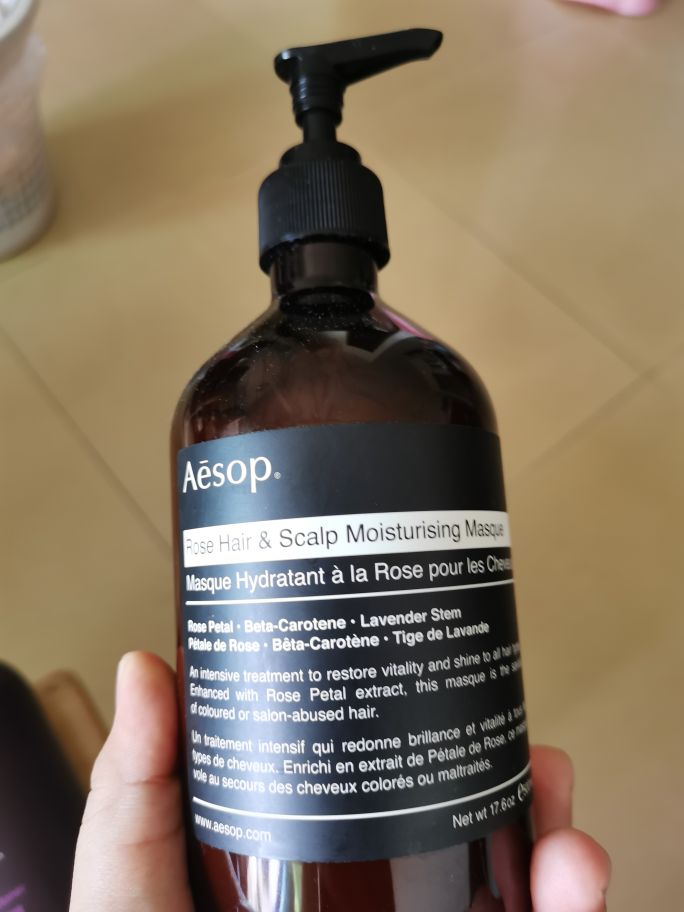 Aēsop®
Rose Hair & Scalp Moisturising Masque
Masque Hydratant à la Rose pour les
Rose Petal · Beta-Carotene · Lavender Stem
Pétale de Rose · Bêta-Carotène · Tige de Lavande
An intensive treatment to restore vitality and shine to all hair
Enhanced with Rose Petal extract, this masque is the
of coloured or salon-abused hair.
Un traitement intensif qui redonne brillance et vitalité à
types de cheveux. Enrichi en extrait de Pétale de Rose, ce
vole au secours des cheveux colorés ou maltraités.
www.aesop.com
Net wt 17.6oz